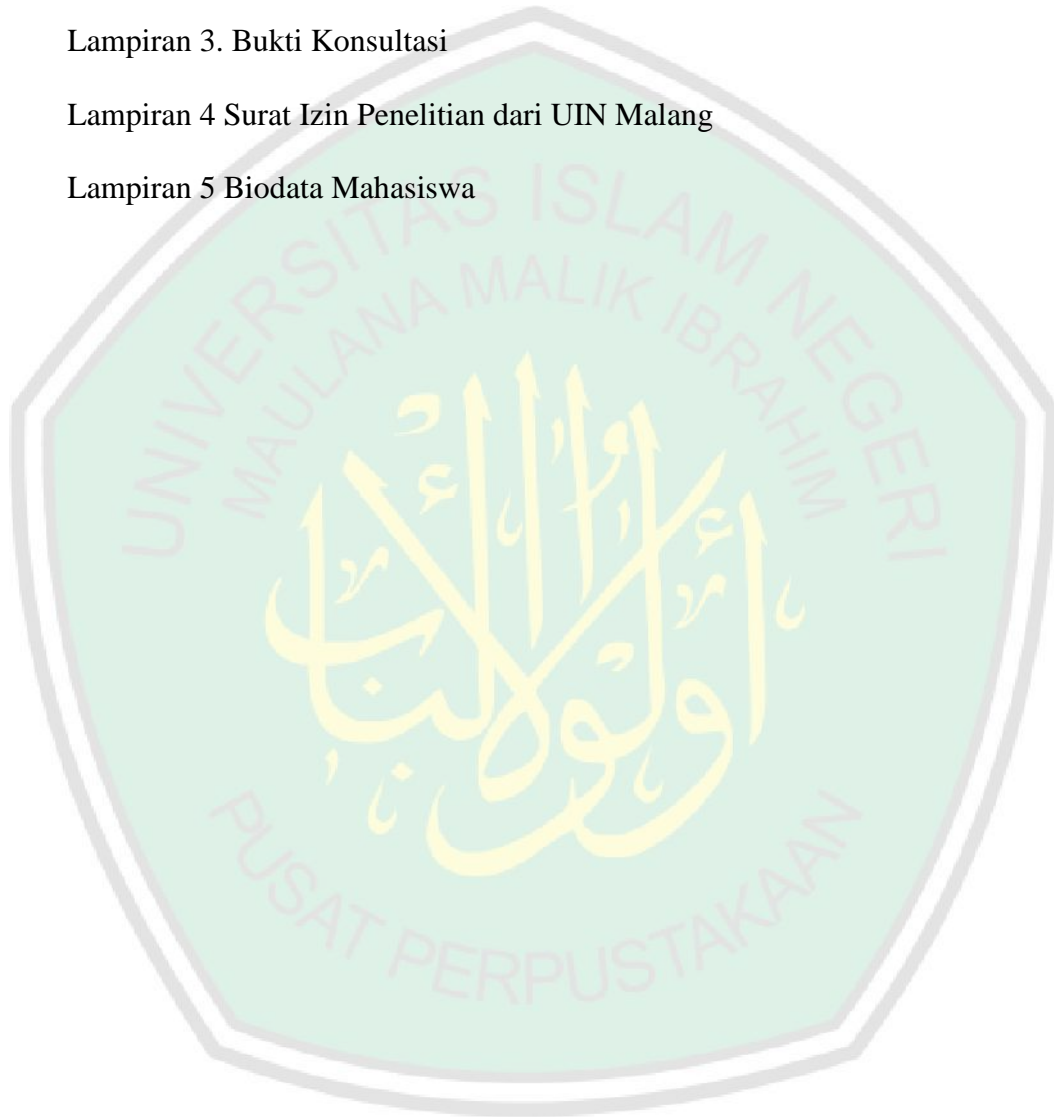 Lampiran 3. Bukti Konsultasi
Lampiran 4 Surat Izin Penelitian dari UIN Malang
Lampiran 5 Biodata Mahasiswa
UNIVERSITAS ISLAM NEGERI
MAULANA MALIK IBRAHIM
أولو الألباب
PUSAT PERPUSTAKAAN